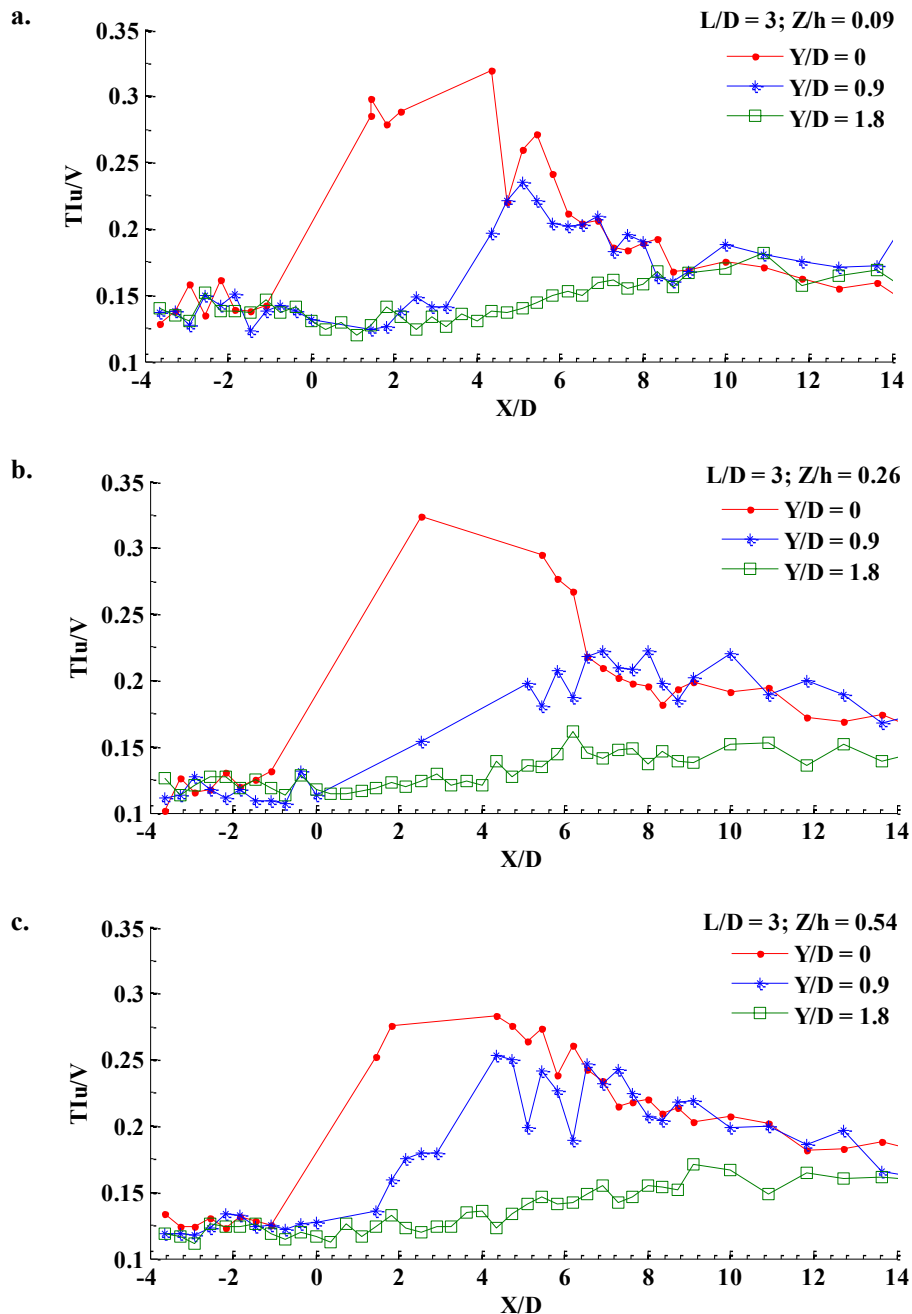 a.
L/D = 3; Z/h = 0.09
Y/D = 0
Y/D = 0.9
Y/D = 1.8
TIu/V
0.35
0.3
0.25
0.2
0.15
0.1
-4 -2 0 2 4 6 8 10 12 14
X/D
b.
L/D = 3; Z/h = 0.26
Y/D = 0
Y/D = 0.9
Y/D = 1.8
TIu/V
0.35
0.3
0.25
0.2
0.15
0.1
-4 -2 0 2 4 6 8 10 12 14
X/D
c.
L/D = 3; Z/h = 0.54
Y/D = 0
Y/D = 0.9
Y/D = 1.8
TIu/V
0.35
0.3
0.25
0.2
0.15
0.1
-4 -2 0 2 4 6 8 10 12 14
X/D